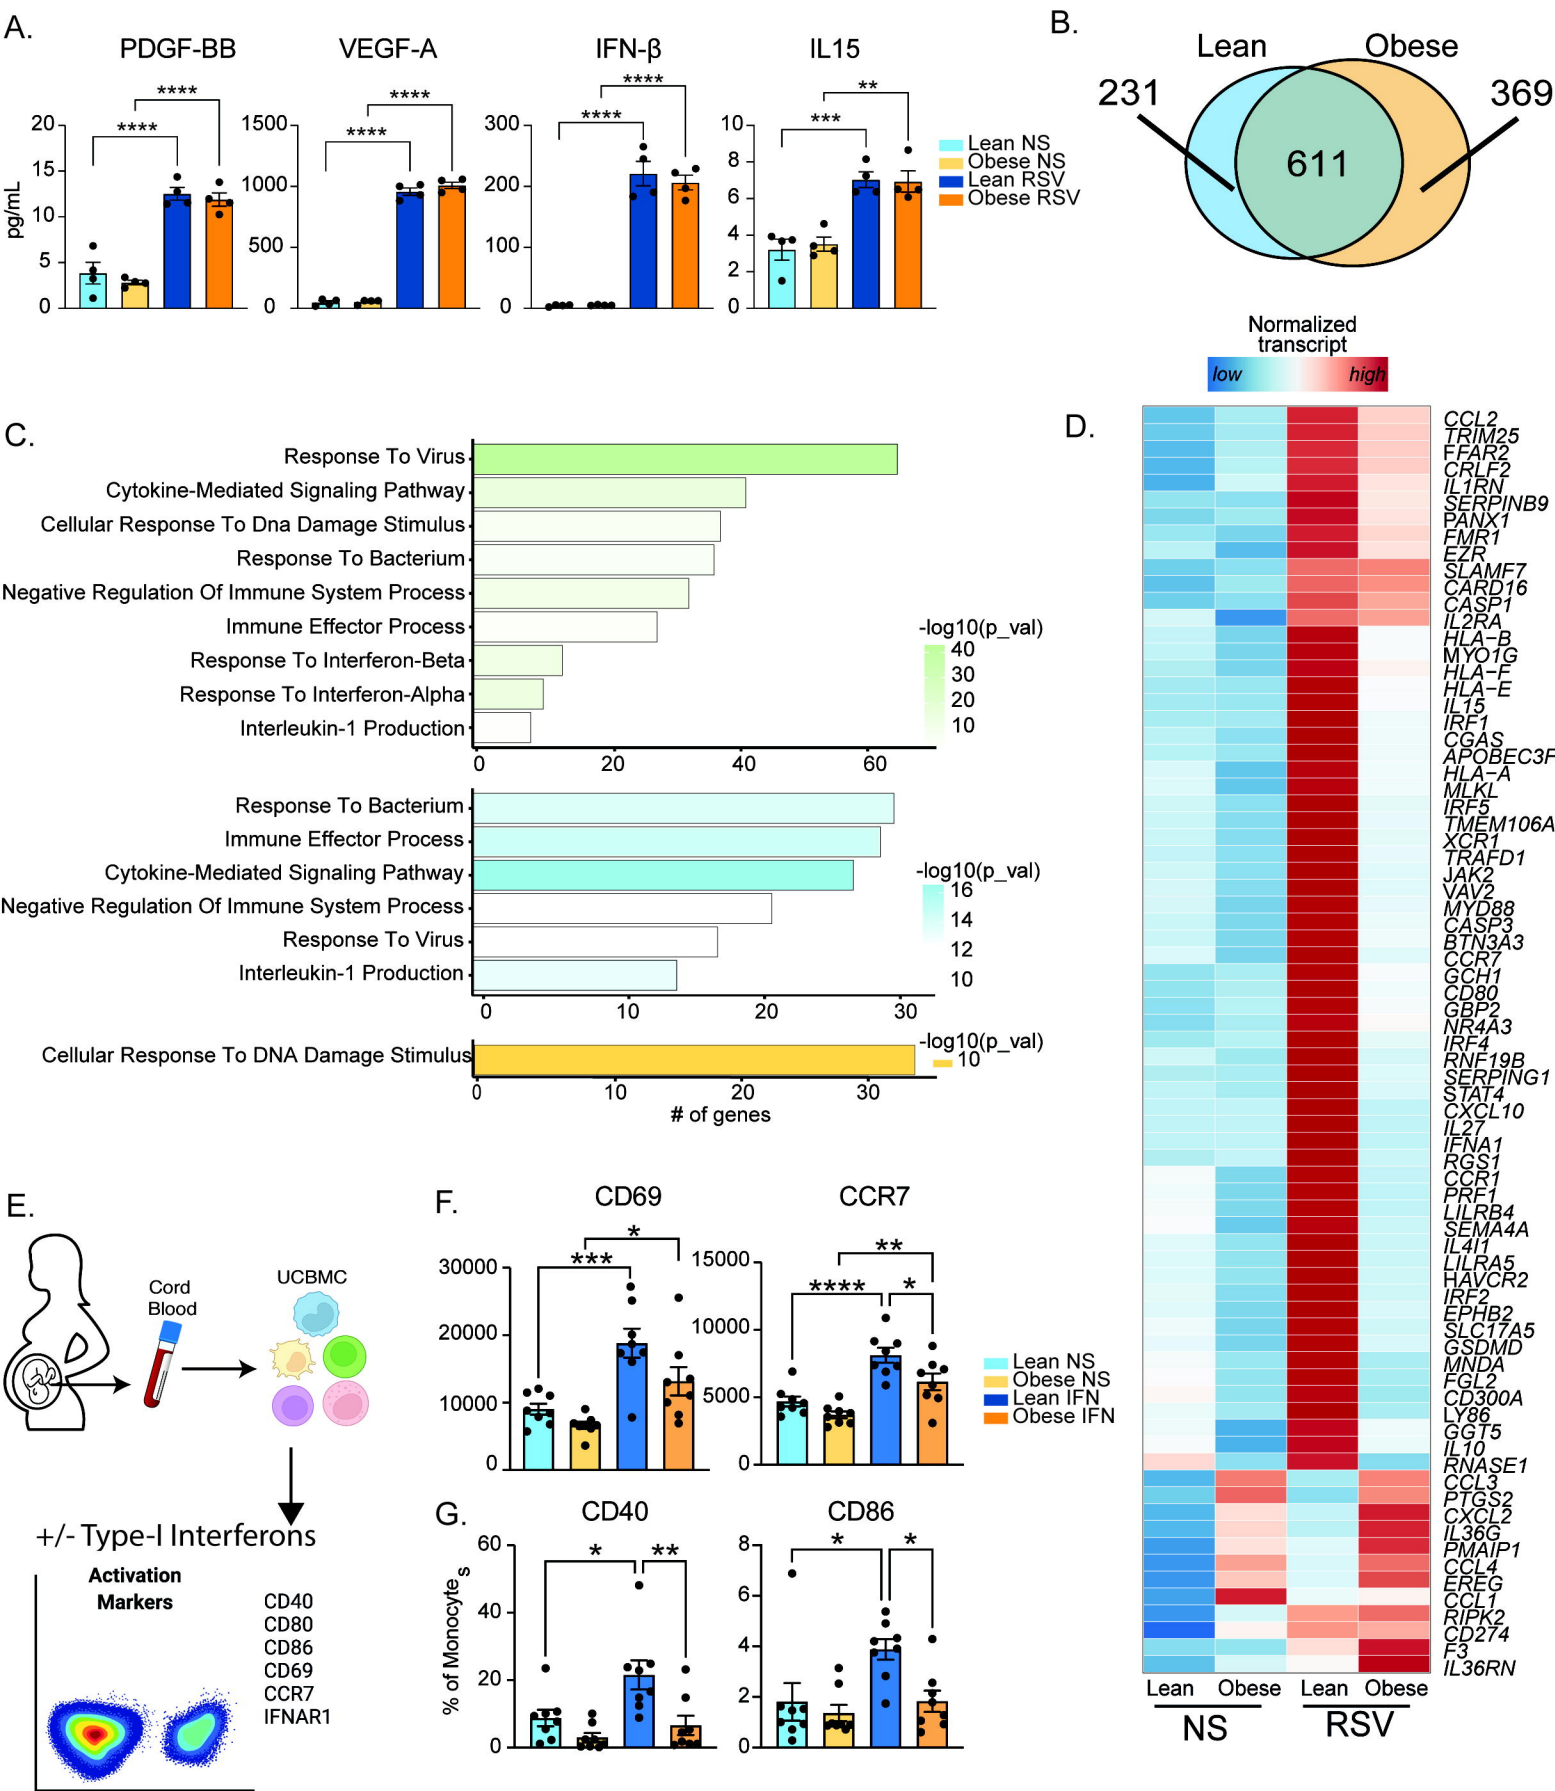 A.
PDGF-BB
VEGF-A
IFN-β
IL15
**** ****
**** ****
**** ****
*** **
pg/mL
20
15
10
5
0
1500
1000
500
0
300
200
100
0
10
8
6
4
2
0
Lean NS
Obese NS
Lean RSV
Obese RSV
B.
Lean Obese
231
369
611
C.
Response To Virus
Cytokine-Mediated Signaling Pathway
Cellular Response To Dna Damage Stimulus
Response To Bacterium
Negative Regulation Of Immune System Process
Immune Effector Process
Response To Interferon-Beta
Response To Interferon-Alpha
Interleukin-1 Production
0 20 40 60
-log10(p_val)
40
30
20
10
Response To Bacterium
Immune Effector Process
Cytokine-Mediated Signaling Pathway
Negative Regulation Of Immune System Process
Response To Virus
Interleukin-1 Production
0 10 20 30
-log10(p_val)
16
14
12
10
Cellular Response To DNA Damage Stimulus
-log10(p_val)
10
0 10 20 30
# of genes
Normalized
transcript
low high
D.
CCL2
TRIM25
FFAR2
CRLF2
IL1RN
SERPINB9
PANX1
FMR1
EZR
SLAMF7
CARD16
CASP1
IL2RA
HLA−B
MYO1G
HLA−F
HLA−E
IL15
IRF1
CGAS
APOBEC3F
HLA−A
MLKL
IRF5
TMEM106A
XCR1
TRAFD1
JAK2
VAV2
MYD88
CASP3
BTN3A3
CCR7
GCH1
CD80
GBP2
NR4A3
IRF4
RNF19B
SERPING1
STAT4
CXCL10
IL27
IFNA1
RGS1
CCR1
PRF1
LILRB4
SEMA4A
IL4I1
LILRA5
HAVCR2
IRF2
EPHB2
SLC17A5
GSDMD
MNDA
FGL2
CD300A
LY86
GGT5
IL10
RNASE1
CCL3
PTGS2
CXCL2
IL36G
PMAIP1
CCL4
EREG
CCL1
RIPK2
CD274
F3
IL36RN
Lean Obese Lean Obese
NS RSV
E.
Cord
Blood
UCBMC
+/- Type-I Interferons
Activation
Markers
CD40
CD80
CD86
CD69
CCR7
IFNAR1
F.
CD69
*** *
30000
20000
10000
0
CCR7
**
**** *
15000
10000
5000
0
Lean NS
Obese NS
Lean IFN
Obese IFN
G.
CD40
* **
% of Monocytes
60
40
20
0
CD86
* *
8
6
4
2
0